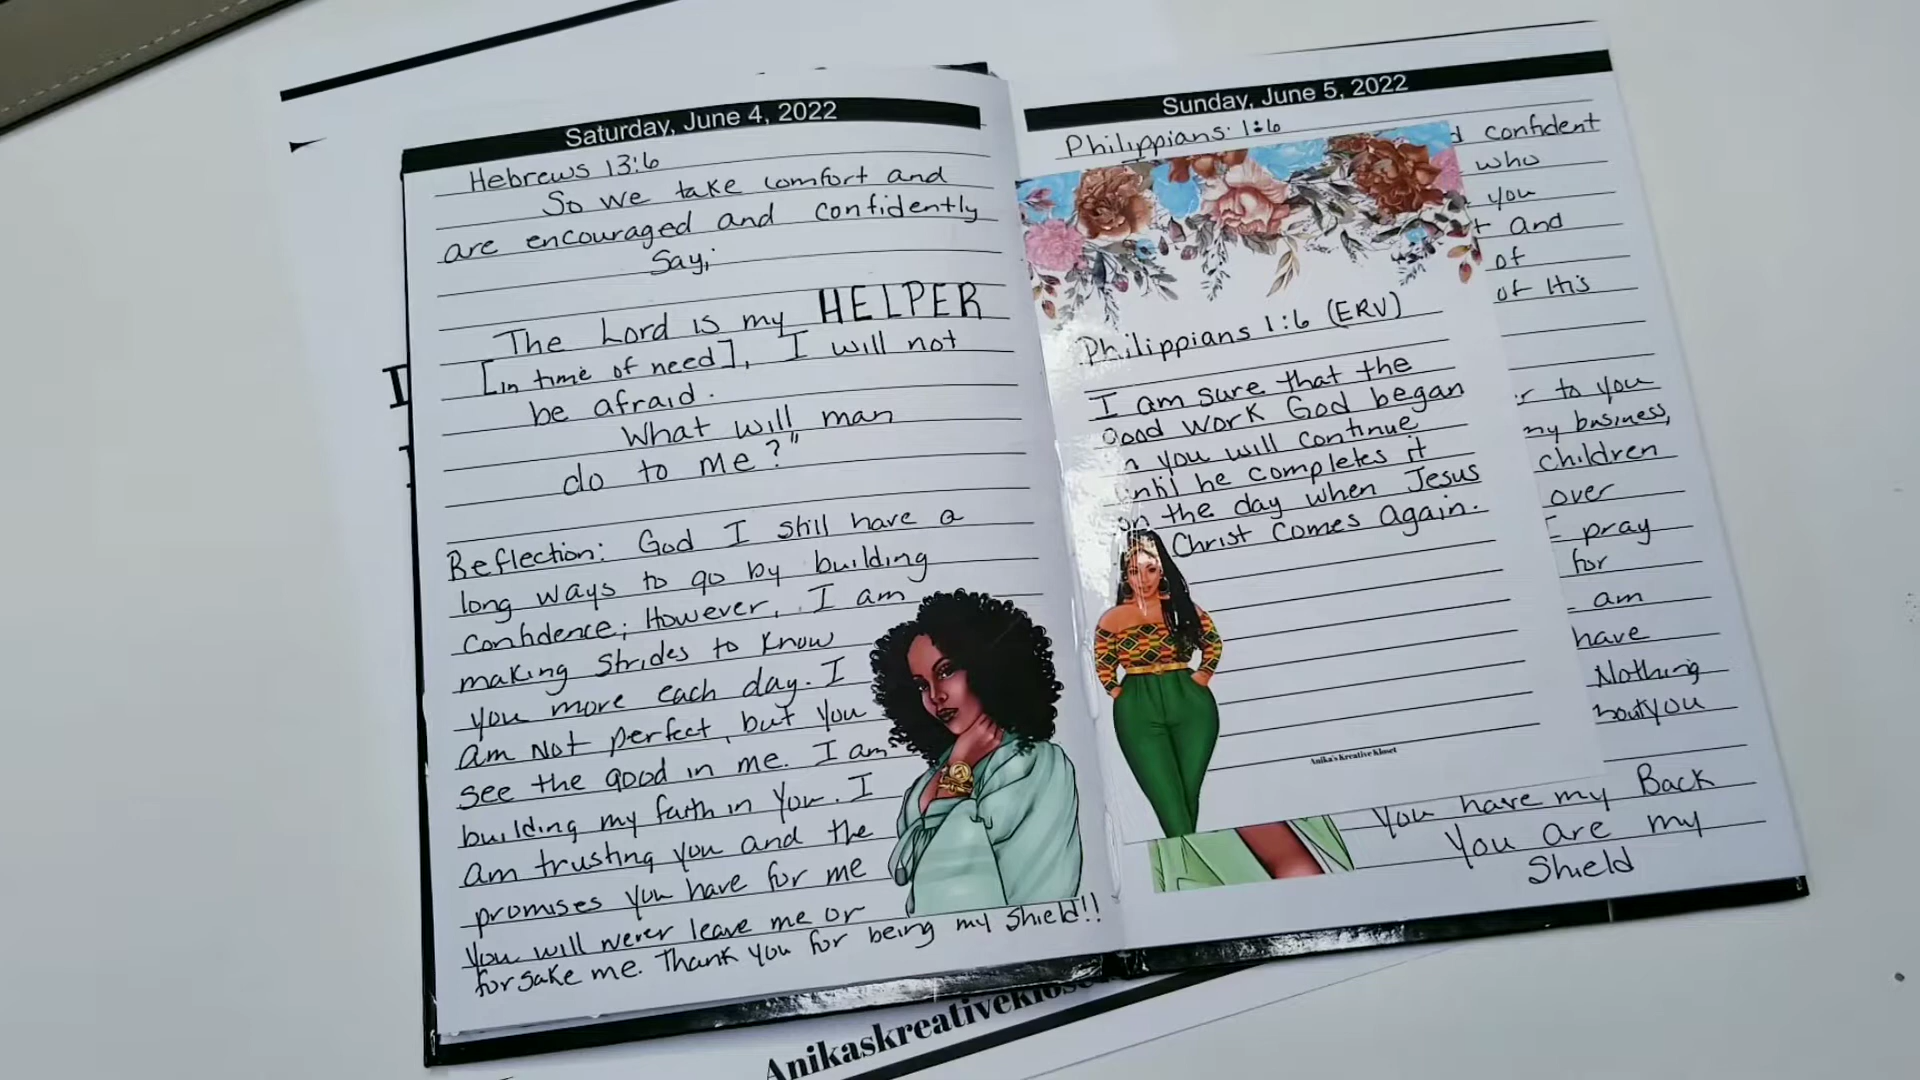 Saturday, June 4, 2022
Hebrews 13:6
So we take comfort and
are encouraged and confidently
Say;
The Lord is my HELPER
[in time of need], I will not
be afraid.
What will man
do to me?"
Reflection: God I still have a
long ways to go by building
confidence; However, I am
making strides to know
you more each day. I
am not perfect, but you
see the good in me. I am
building my faith in you. I
am trusting you and the
promises you have for me
you will never leave me or
forsake me. Thank you for being my shield!!
Sunday, June 5, 2022
Philippians: 1:6
confident
who
you
and
of
of His
to you
my business,
children
over
I pray
for
am
have
Nothing
you
You have my Back
You are my
Shield
Philippians 1:6 (ERV)
I am sure that the
good work God began
you will continue
until he completes it
on the day when Jesus
Christ comes again.
Anika's Kreative Kloset